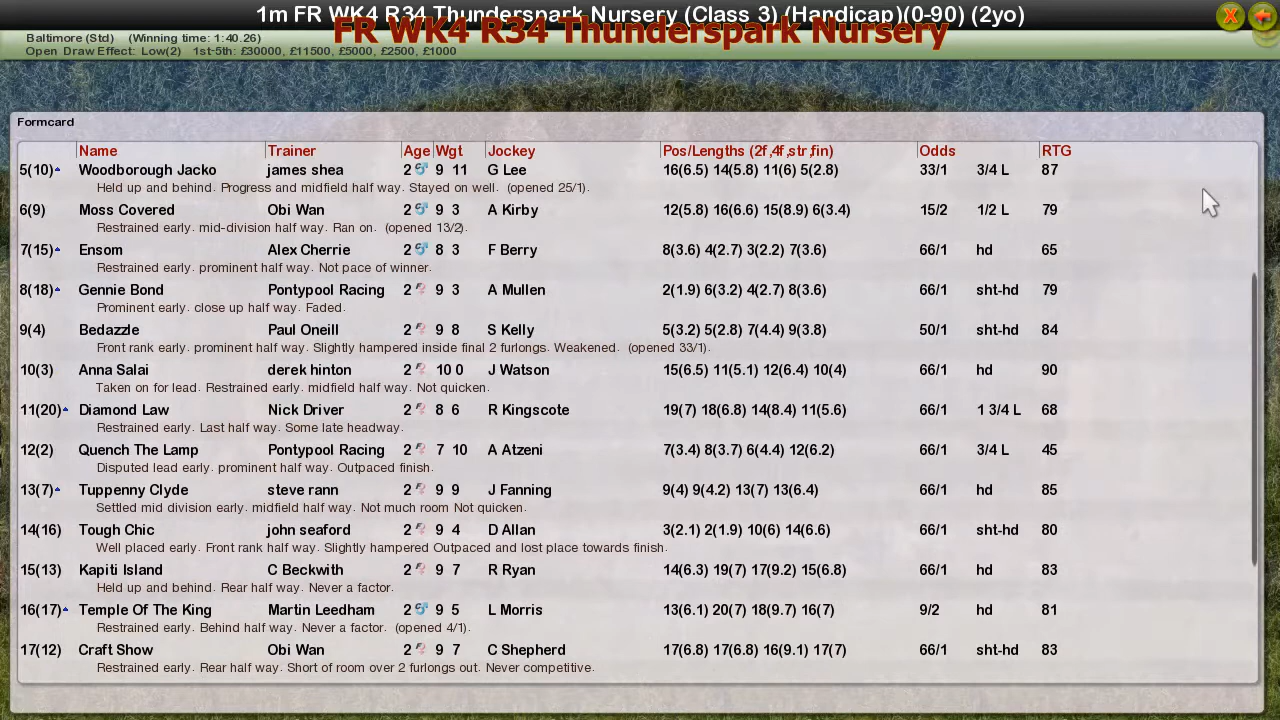 1m FR WK4 R34 Thunderspark Nursery (Class 3) (Handicap)(0-90) (2yo)
FR WK4 R34 Thunderspark Nursery
Baltimore (Std) (Winning time: 1:40.26)
Open Draw Effect: Low(2) 1st-5th: £30000, £11500, £5000, £2500, £1000
X
Formcard
Name Trainer Age Wgt Jockey Pos/Lengths (2f,4f,str,fin) Odds RTG
5(10) Woodborough Jacko james shea 2 9 11 G Lee 16(6.5) 14(5.8) 11(6) 5(2.8) 33/1 3/4 L 87
Held up and behind. Progress and midfield half way. Stayed on well. (opened 25/1).
6(9) Moss Covered Obi Wan 2 9 3 A Kirby 12(5.8) 16(6.6) 15(8.9) 6(3.4) 15/2 1/2 L 79
Restrained early. mid-division half way. Ran on. (opened 13/2).
7(15) Ensom Alex Cherrie 2 8 3 F Berry 8(3.6) 4(2.7) 3(2.2) 7(3.6) 66/1 hd 65
Restrained early. prominent half way. Not pace of winner.
8(18) Gennie Bond Pontypool Racing 2 9 3 A Mullen 2(1.9) 6(3.2) 4(2.7) 8(3.6) 66/1 sht-hd 79
Prominent early. close up half way. Faded.
9(4) Bedazzle Paul Oneill 2 9 8 S Kelly 5(3.2) 5(2.8) 7(4.4) 9(3.8) 50/1 sht-hd 84
Front rank early. prominent half way. Slightly hampered inside final 2 furlongs. Weakened. (opened 33/1).
10(3) Anna Salai derek hinton 2 10 0 J Watson 15(6.5) 11(5.1) 12(6.4) 10(4) 66/1 hd 90
Taken on for lead. Restrained early. midfield half way. Not quicken.
11(20) Diamond Law Nick Driver 2 8 6 R Kingscote 19(7) 18(6.8) 14(8.4) 11(5.6) 66/1 1 3/4 L 68
Restrained early. Last half way. Some late headway.
12(2) Quench The Lamp Pontypool Racing 2 7 10 A Atzeni 7(3.4) 8(3.7) 6(4.4) 12(6.2) 66/1 3/4 L 45
Disputed lead early. prominent half way. Outpaced finish.
13(7) Tuppenny Clyde steve rann 2 9 9 J Fanning 9(4) 9(4.2) 13(7) 13(6.4) 66/1 hd 85
Settled mid division early. midfield half way. Not much room Not quicken.
14(16) Tough Chic john seaford 2 9 4 D Allan 3(2.1) 2(1.9) 10(6) 14(6.6) 66/1 sht-hd 80
Well placed early. Front rank half way. Slightly hampered Outpaced and lost place towards finish.
15(13) Kapiti Island C Beckwith 2 9 7 R Ryan 14(6.3) 19(7) 17(9.2) 15(6.8) 66/1 hd 83
Held up and behind. Rear half way. Never a factor.
16(17) Temple Of The King Martin Leedham 2 9 5 L Morris 13(6.1) 20(7) 18(9.7) 16(7) 9/2 hd 81
Restrained early. Behind half way. Never a factor. (opened 4/1).
17(12) Craft Show Obi Wan 2 9 7 C Shepherd 17(6.8) 17(6.8) 16(9.1) 17(7) 66/1 sht-hd 83
Restrained early. Rear half way. Short of room over 2 furlongs out. Never competitive.